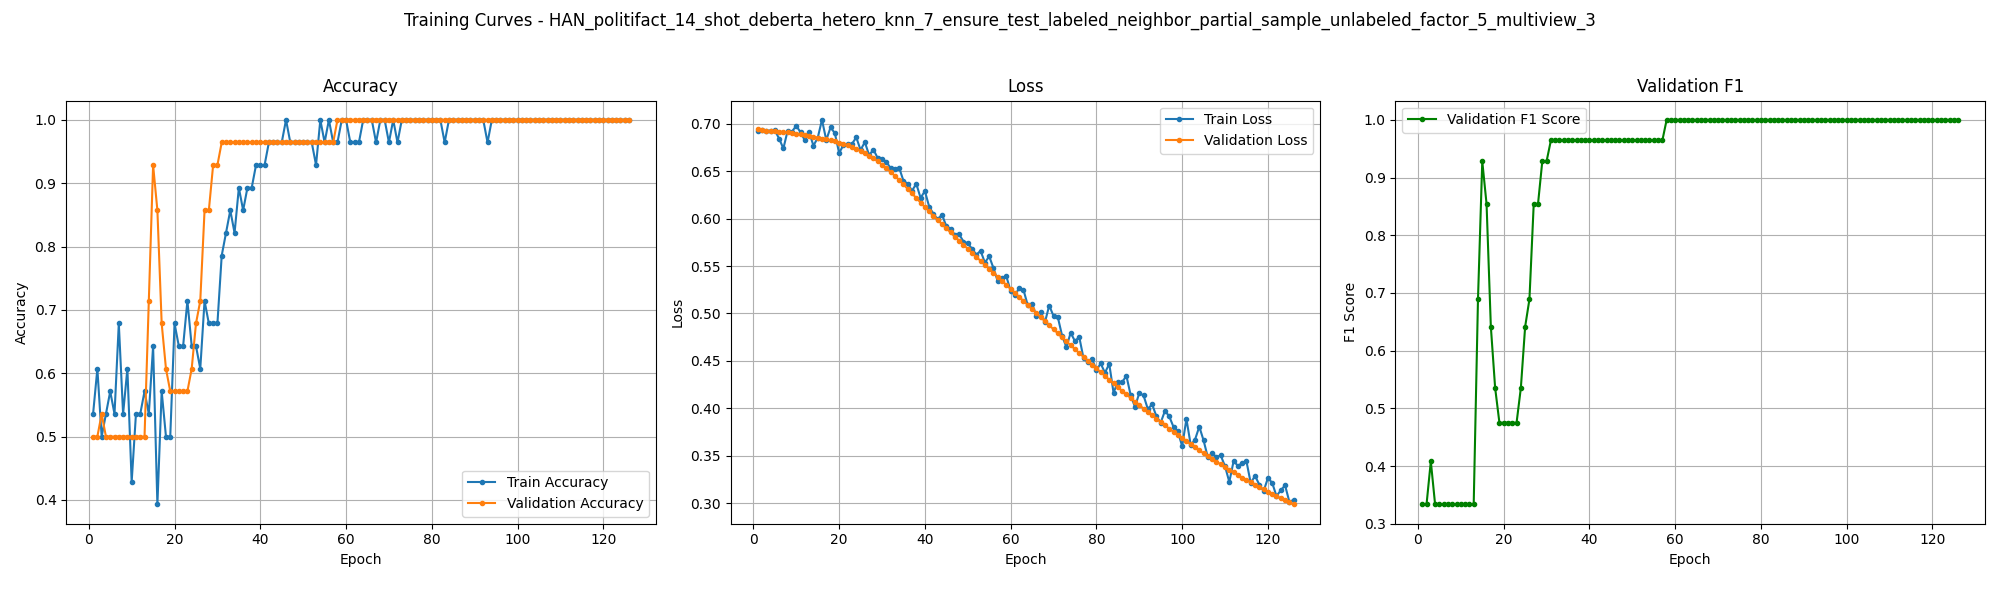 Training Curves - HAN_politifact_14_shot_deberta_hetero_knn_7_ensure_test_labeled_neighbor_partial_sample_unlabeled_factor_5_multiview_3
Accuracy
Accuracy
1.0
0.9
0.8
0.7
0.6
0.5
0.4
0 20 40 60 80 100 120
Epoch
Train Accuracy
Validation Accuracy
Loss
Loss
0.70
0.65
0.60
0.55
0.50
0.45
0.40
0.35
0.30
0 20 40 60 80 100 120
Epoch
Train Loss
Validation Loss
Validation F1
F1 Score
1.0
0.9
0.8
0.7
0.6
0.5
0.4
0.3
0 20 40 60 80 100 120
Epoch
Validation F1 Score